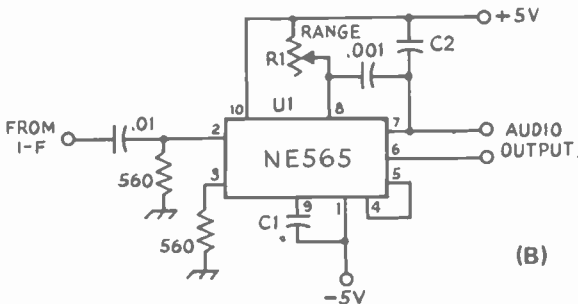 +5V
RANGE
R1
.001
C2
10
U1
8
7
FROM
I-F
.01
2
NE565
6
AUDIO
OUTPUT
560
3
5
9
1
4
C1
560
-5V
(B)